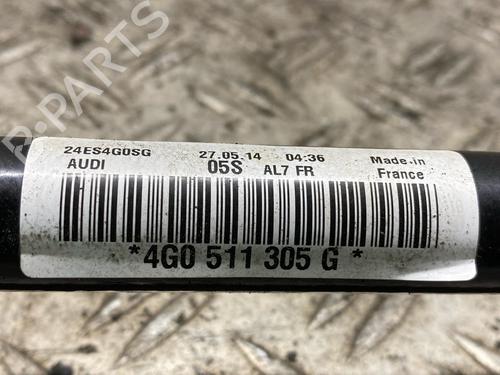 24ES4G0SG 27.05.14 04:36 Made.in
AUDI 05S AL7 FR France
*4G0 511 305 G*
B-PARTS